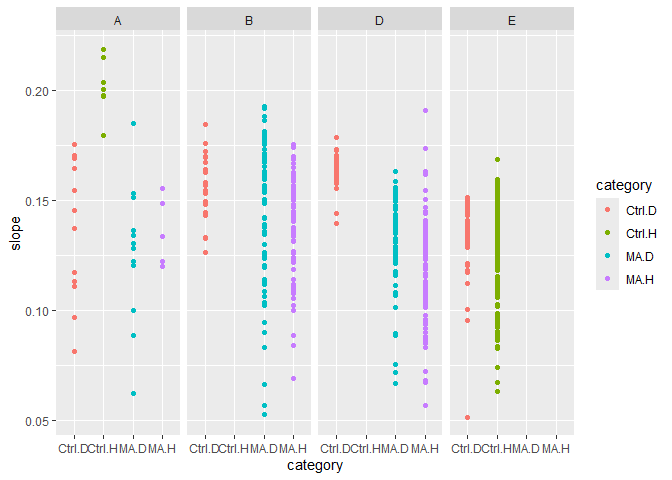 A B D E
0.20
0.15
0.10
0.05
slope
Ctrl.D Ctrl.H MA.D MA.H Ctrl.D Ctrl.H MA.D MA.H Ctrl.D Ctrl.H MA.D MA.H Ctrl.D Ctrl.H MA.D MA.H
category
category
Ctrl.D
Ctrl.H
MA.D
MA.H